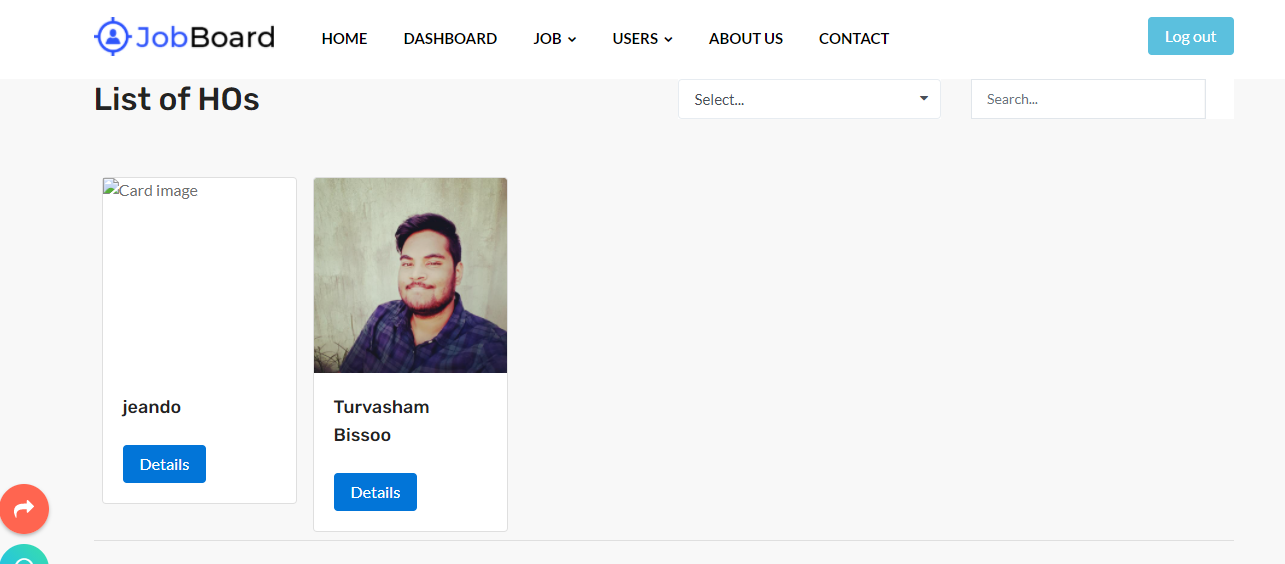 JobBoard
HOME DASHBOARD JOB USERS ABOUT US CONTACT
Log out
List of HOs
Select...
Search...
Card image
jeando
Details
Turvasham
Bissoo
Details